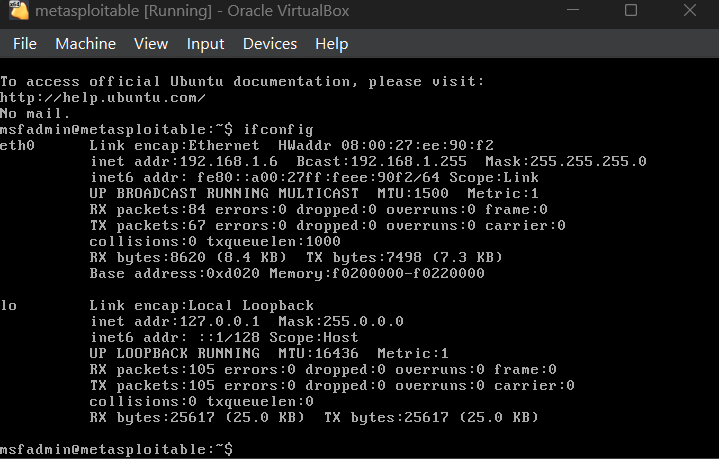 metasploitable [Running] - Oracle VirtualBox
File Machine View Input Devices Help
To access official Ubuntu documentation, please visit:
http://help.ubuntu.com/
No mail.
msfadmin@metasploitable:~$ ifconfig
eth0 Link encap:Ethernet HWaddr 08:00:27:ee:90:f2
inet addr:192.168.1.6 Bcast:192.168.1.255 Mask:255.255.255.0
inet6 addr: fe80::a00:27ff:feee:90f2/64 Scope:Link
UP BROADCAST RUNNING MULTICAST MTU:1500 Metric:1
RX packets:84 errors:0 dropped:0 overruns:0 frame:0
TX packets:67 errors:0 dropped:0 overruns:0 carrier:0
collisions:0 txqueuelen:1000
RX bytes:8620 (8.4 KB) TX bytes:7498 (7.3 KB)
Base address:0xd020 Memory:f0200000-f0220000
lo Link encap:Local Loopback
inet addr:127.0.0.1 Mask:255.0.0.0
inet6 addr: ::1/128 Scope:Host
UP LOOPBACK RUNNING MTU:16436 Metric:1
RX packets:105 errors:0 dropped:0 overruns:0 frame:0
TX packets:105 errors:0 dropped:0 overruns:0 carrier:0
collisions:0 txqueuelen:0
RX bytes:25617 (25.0 KB) TX bytes:25617 (25.0 KB)
msfadmin@metasploitable:~$